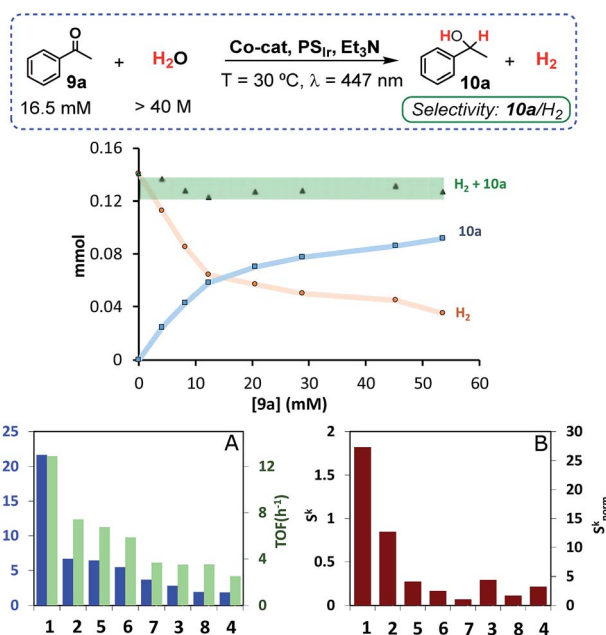 O
9a
16.5 mM
+
H₂O
> 40 M
Co-cat, PS_Ir, Et₃N
T = 30 ºC, λ = 447 nm
HO H
10a
+
H₂
Selectivity: 10a/H₂
0.16
0.12
0.08
0.04
0
mmol
H₂ + 10a
10a
H₂
0 10 20 30 40 50 60
[9a] (mM)
A
25
20
15
10
5
0
12
8
4
0
TOF(h⁻¹)
1 2 5 6 7 3 8 4
B
2
1.5
1
0.5
0
S^k
30
25
20
15
10
5
0
S^k_norm
1 2 5 6 7 3 8 4